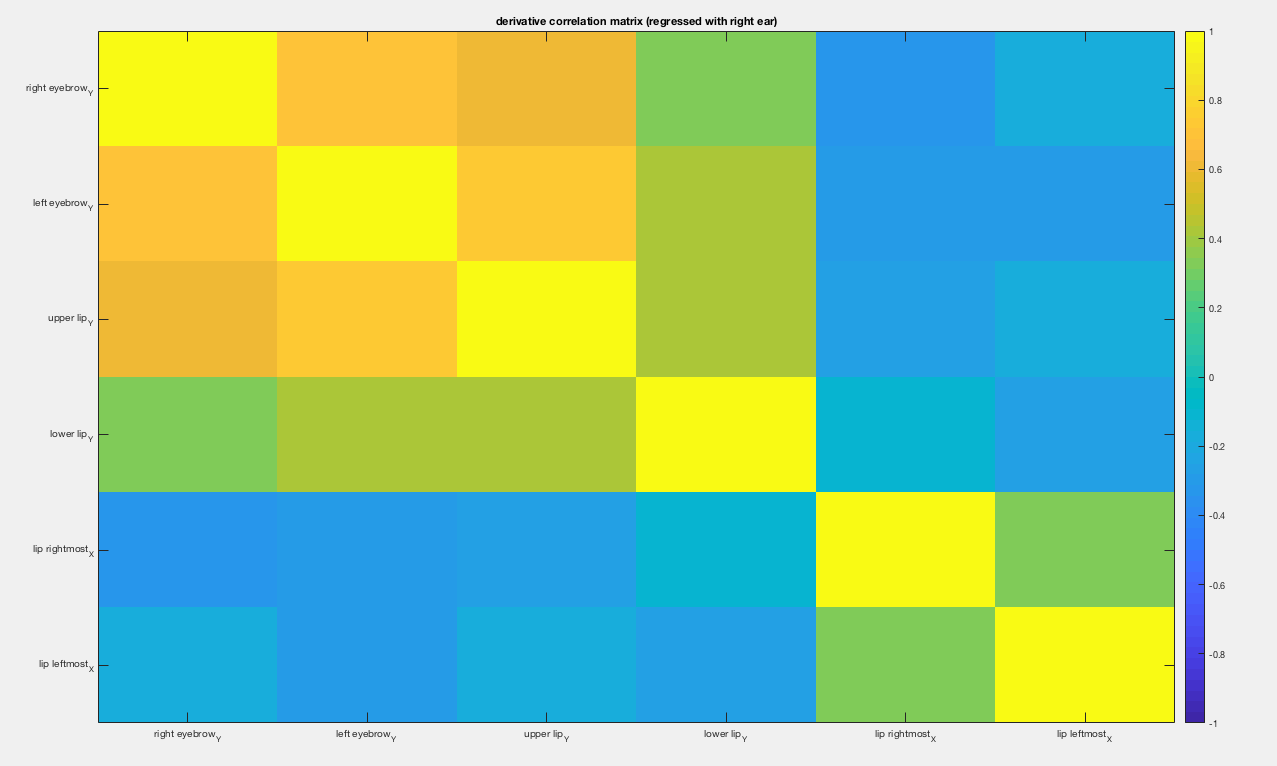 derivative correlation matrix (regressed with right ear)
right eyebrow_Y
left eyebrow_Y
upper lip_Y
lower lip_Y
lip rightmost_X
lip leftmost_X
right eyebrow_Y left eyebrow_Y upper lip_Y lower lip_Y lip rightmost_X lip leftmost_X
1
0.8
0.6
0.4
0.2
0
-0.2
-0.4
-0.6
-0.8
-1